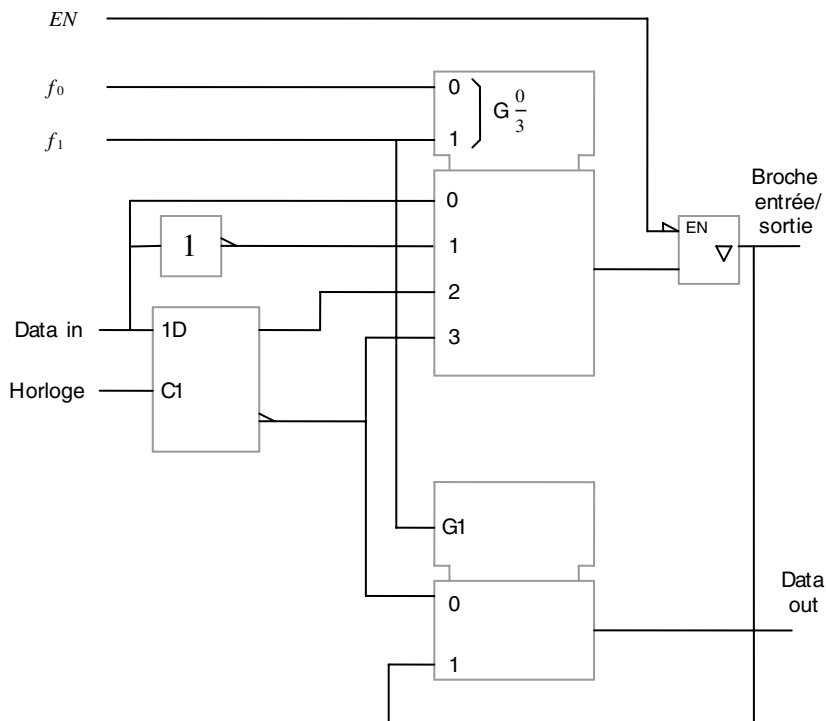 EN
f0
0
G 0/3
f1
1
Broche
entrée/
sortie
0
EN
1
1
2
Data in
1D
3
Horloge
C1
G1
Data
out
0
1